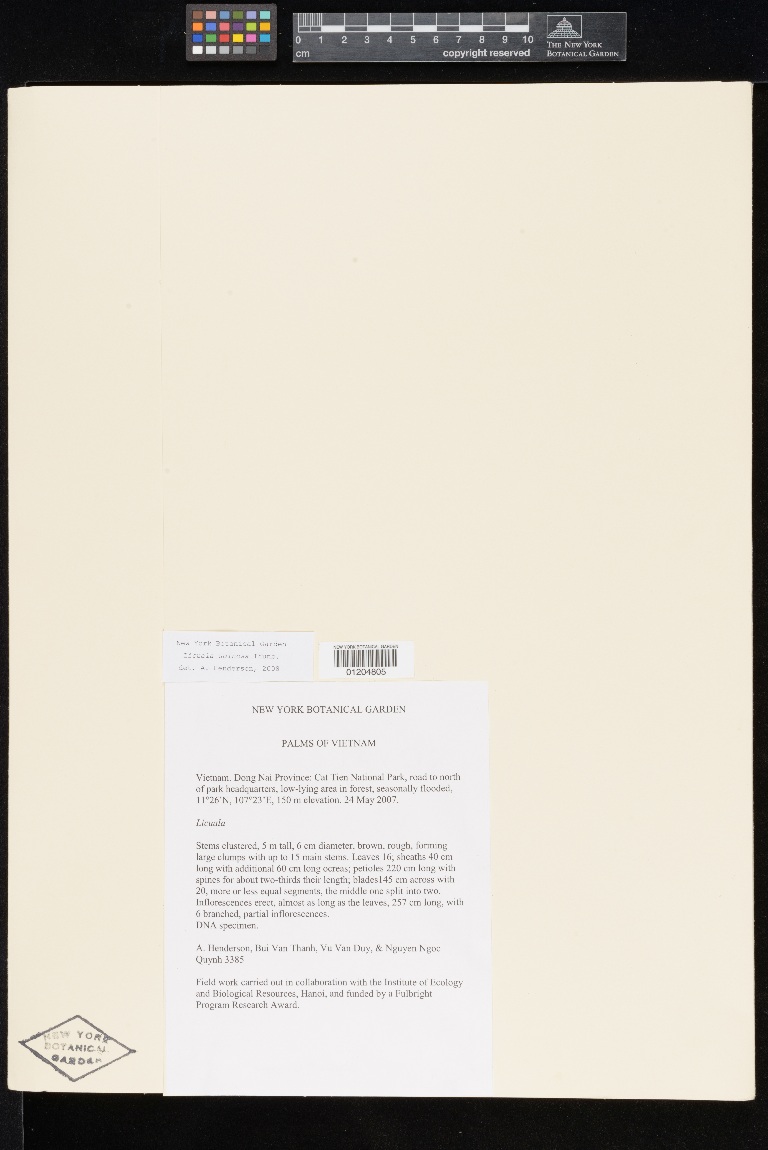 0 1 2 3 4 5 6 7 8 9 10
cm copyright reserved
THE NEW YORK
BOTANICAL GARDEN
New York Botanical Garden
Det. A. Henderson, 2008
NEW YORK BOTANICAL GARDEN
01204805
NEW YORK BOTANICAL GARDEN
PALMS OF VIETNAM
Vietnam. Dong Nai Province: Cat Tien National Park, road to north
of park headquarters, low-lying area in forest, seasonally flooded,
11°26'N, 107°23'E, 150 m elevation. 24 May 2007.
Licuala
Stems clustered, 5 m tall, 6 cm diameter, brown, rough, forming
large clumps with up to 15 main stems. Leaves 16; sheaths 40 cm
long with additional 60 cm long ocreas; petioles 220 cm long with
spines for about two-thirds their length; blades145 cm across with
20, more or less equal segments, the middle one split into two.
Inflorescences erect, almost as long as the leaves, 257 cm long, with
6 branched, partial inflorescences.
DNA specimen.
A. Henderson, Bui Van Thanh, Vu Van Duy, & Nguyen Ngoc
Quynh 3385
Field work carried out in collaboration with the Institute of Ecology
and Biological Resources, Hanoi, and funded by a Fulbright
Program Research Award.
NEW YORK
BOTANICAL
GARDEN